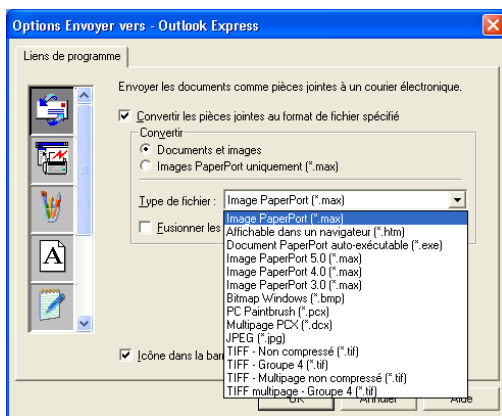 Options Envoyer vers - Outlook Express
Liens de programme
Envoyer les documents comme pièces jointes à un courier électronique.
Convertir les pièces jointes au format de fichier spécifié
Convertir
Documents et images
Images PaperPort uniquement (*.max)
Type de fichier : Image PaperPort (*.max)
Fusionner les
Image PaperPort (*.max)
Affichable dans un navigateur (*.htm)
Document PaperPort auto-exécutable (*.exe)
Image PaperPort 5.0 (*.max)
Image PaperPort 4.0 (*.max)
Image PaperPort 3.0 (*.max)
Bitmap Windows (*.bmp)
PC Paintbrush (*.pcx)
Multipage PCX (*.dcx)
JPEG (*.jpg)
TIFF - Non compressé (*.tif)
TIFF - Groupe 4 (*.tif)
TIFF - Multipage non compressé (*.tif)
TIFF multipage - Groupe 4 (*.tif)
Icône dans la barr
OK Annuler Aide